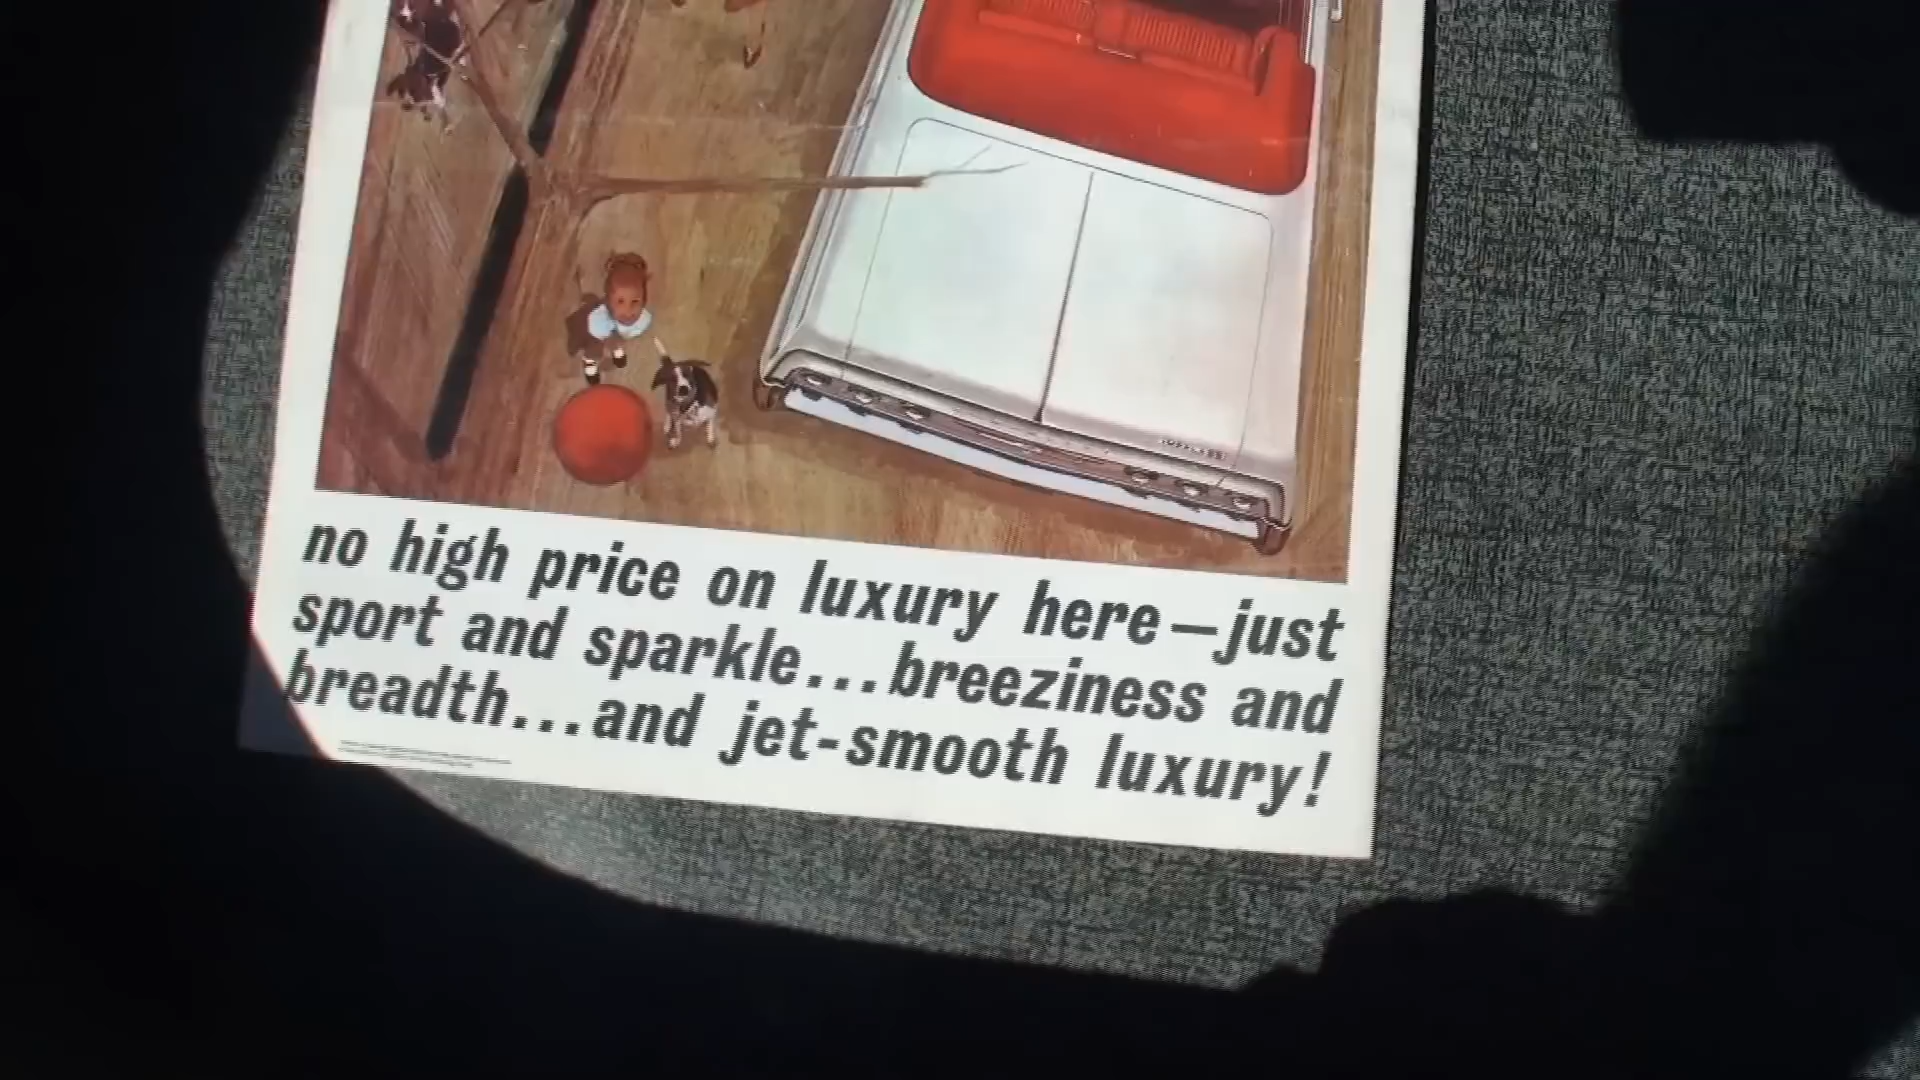 no high price on luxury here—just
sport and sparkle...breeziness and
breadth...and jet-smooth luxury!